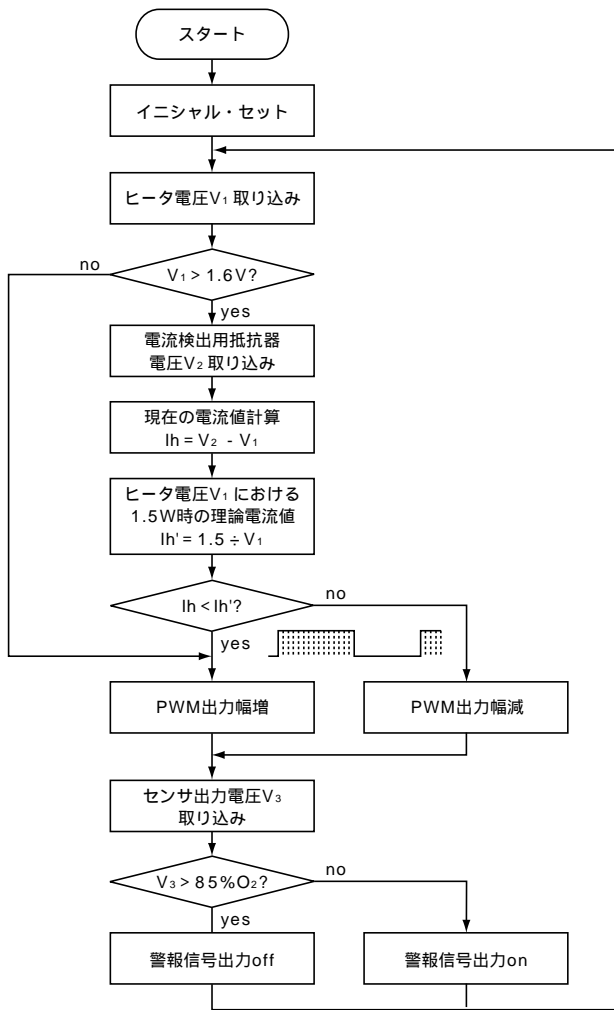 スタート
イニシャル・セット
ヒータ電圧V₁ 取り込み
no
V₁ > 1.6V?
yes
電流検出用抵抗器
電圧V₂ 取り込み
現在の電流値計算
Ih = V₂ - V₁
ヒータ電圧V₁ における
1.5W時の理論電流値
Ih' = 1.5 ÷ V₁
Ih < Ih'?
no
yes
PWM出力幅増
PWM出力幅減
センサ出力電圧V₃
取り込み
V₃ > 85%O₂?
no
yes
警報信号出力off
警報信号出力on